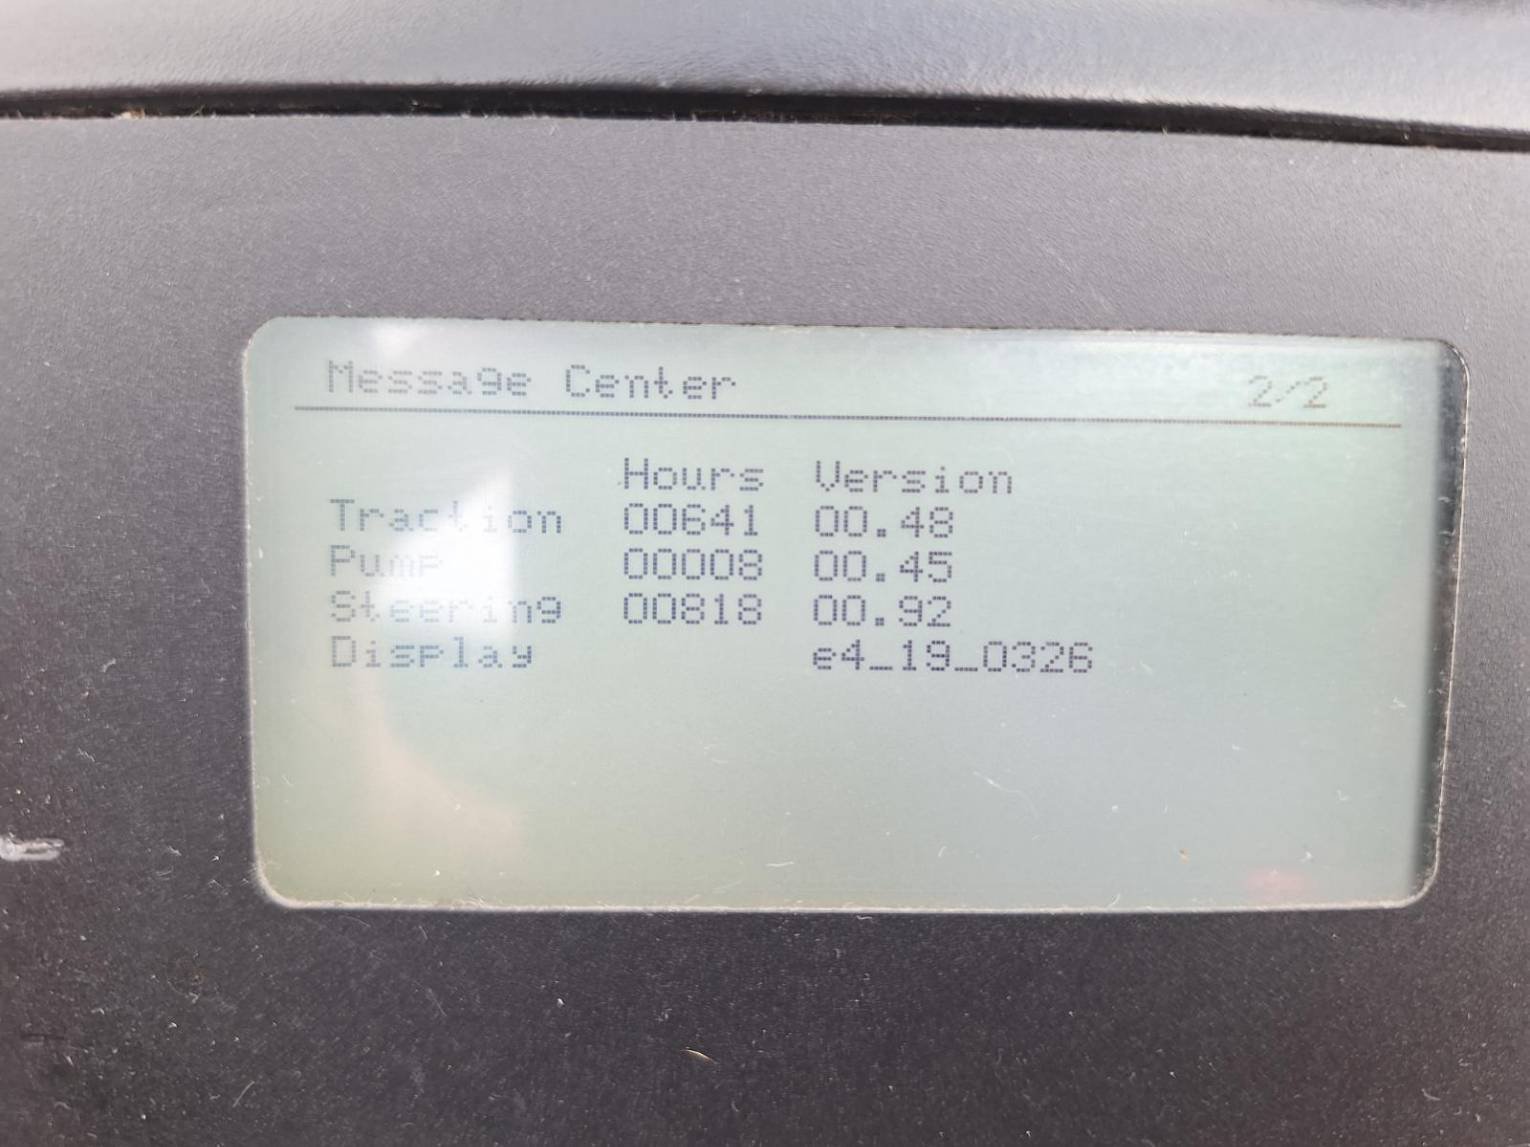 Message Center 2/2
Hours Version
Traction 00641 00.48
Pump 00008 00.45
Steering 00818 00.92
Display e4_19_0326